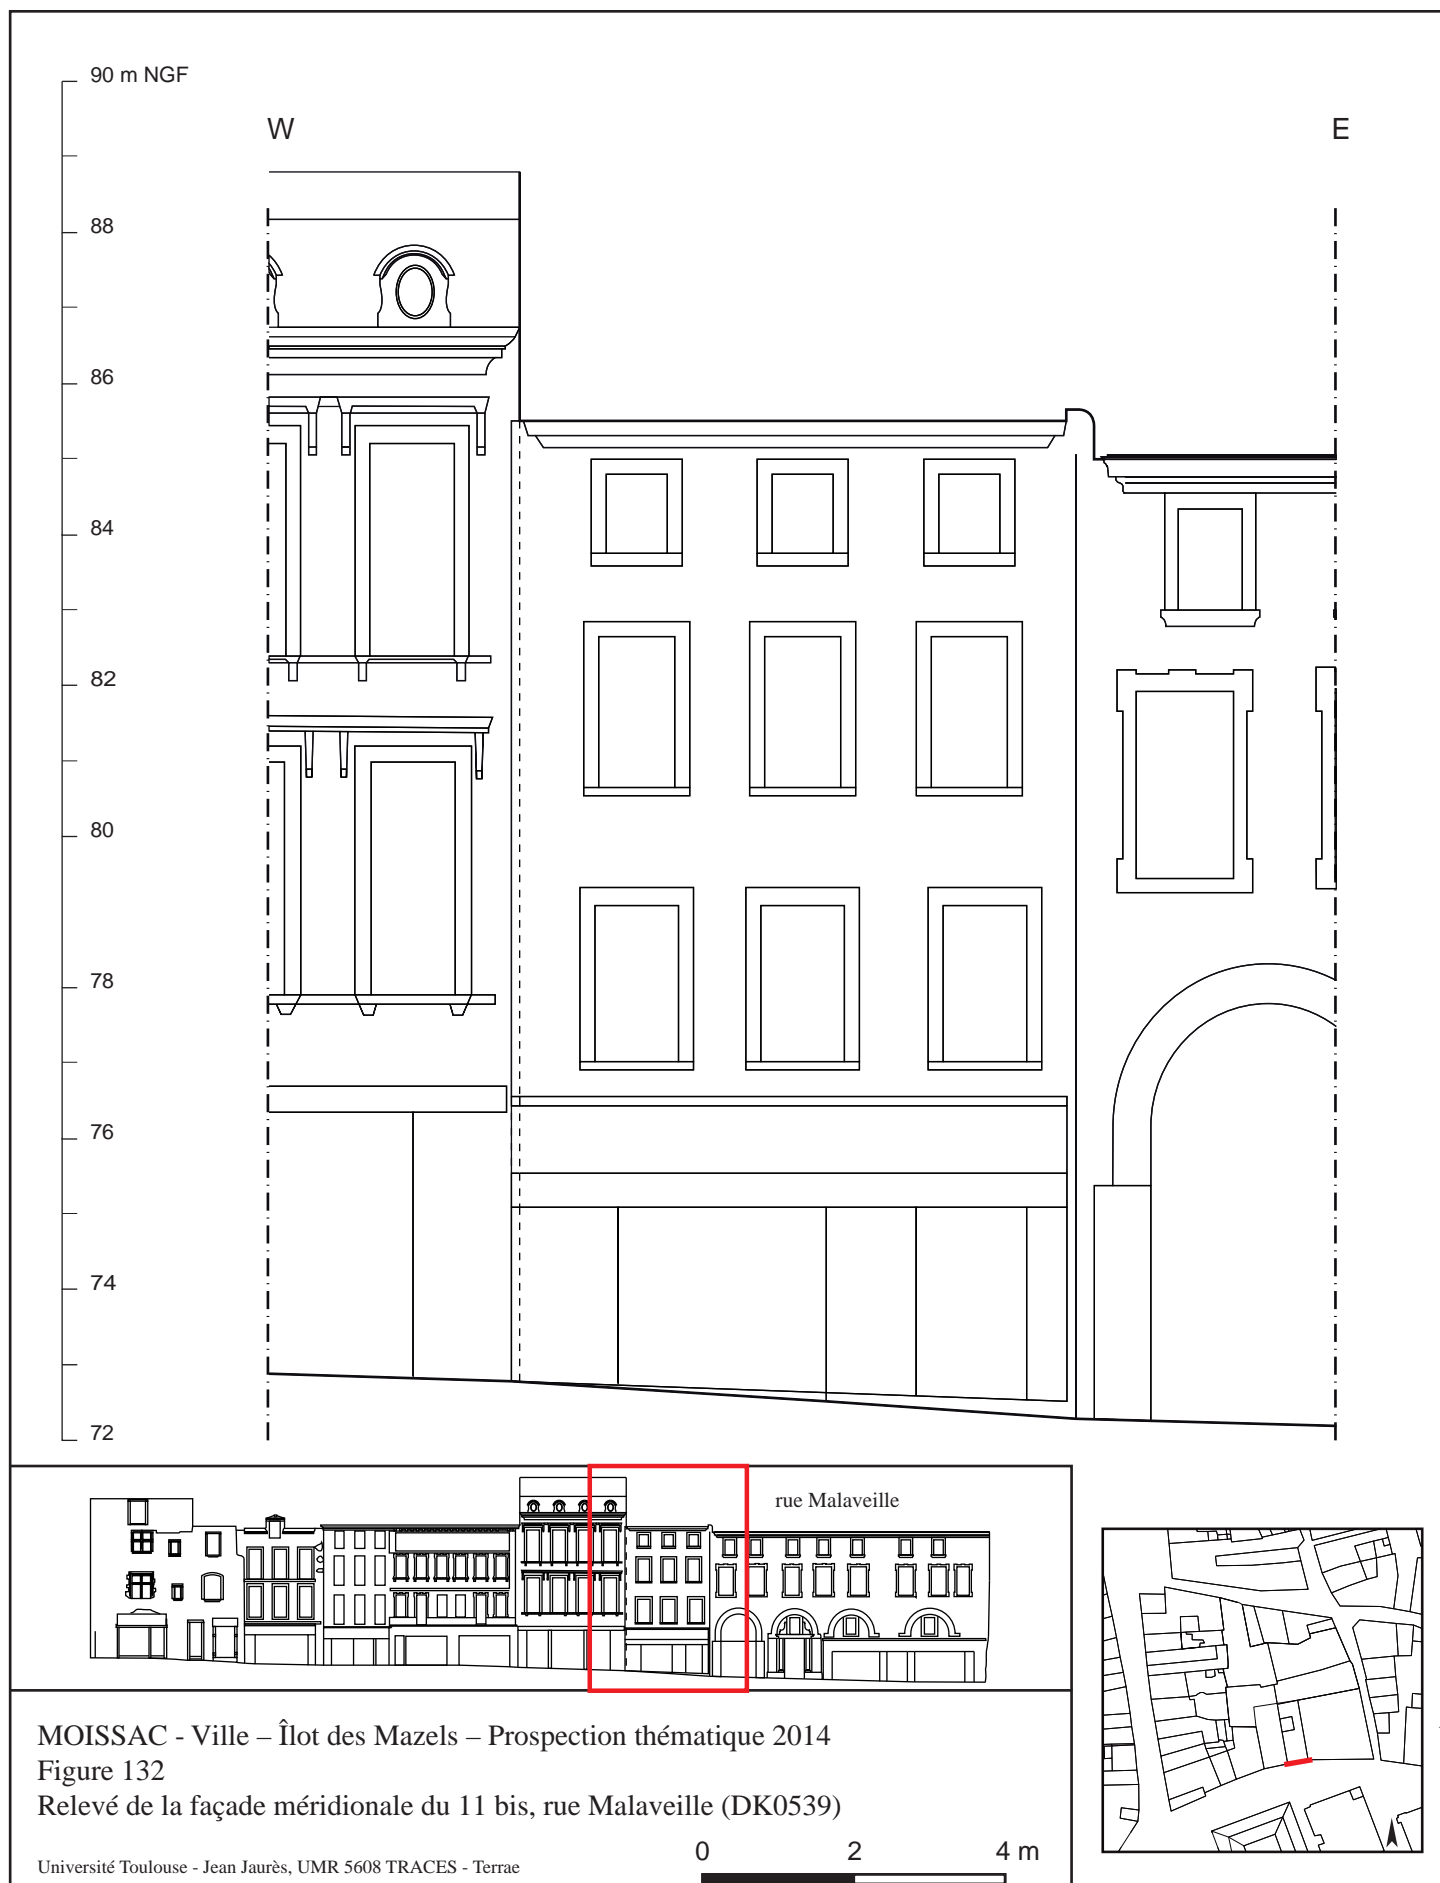 90 m NGF
W
E
88
86
84
82
80
78
76
74
72
rue Malaveille
MOISSAC - Ville – Îlot des Mazels – Prospection thématique 2014
Figure 132
Relevé de la façade méridionale du 11 bis, rue Malaveille (DK0539)
0 2 4 m
Université Toulouse - Jean Jaurès, UMR 5608 TRACES - Terrae